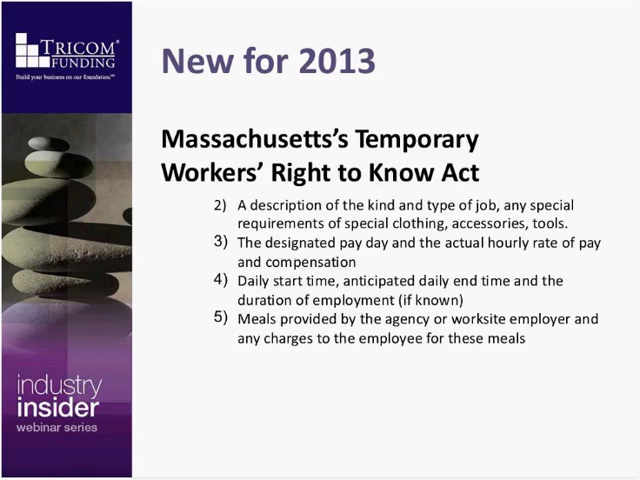 TRICOM®
FUNDING
Build your business on our foundation.℠
New for 2013
Massachusetts's Temporary
Workers' Right to Know Act
2) A description of the kind and type of job, any special
requirements of special clothing, accessories, tools.
3) The designated pay day and the actual hourly rate of pay
and compensation
4) Daily start time, anticipated daily end time and the
duration of employment (if known)
5) Meals provided by the agency or worksite employer and
any charges to the employee for these meals
industry
insider
webinar series